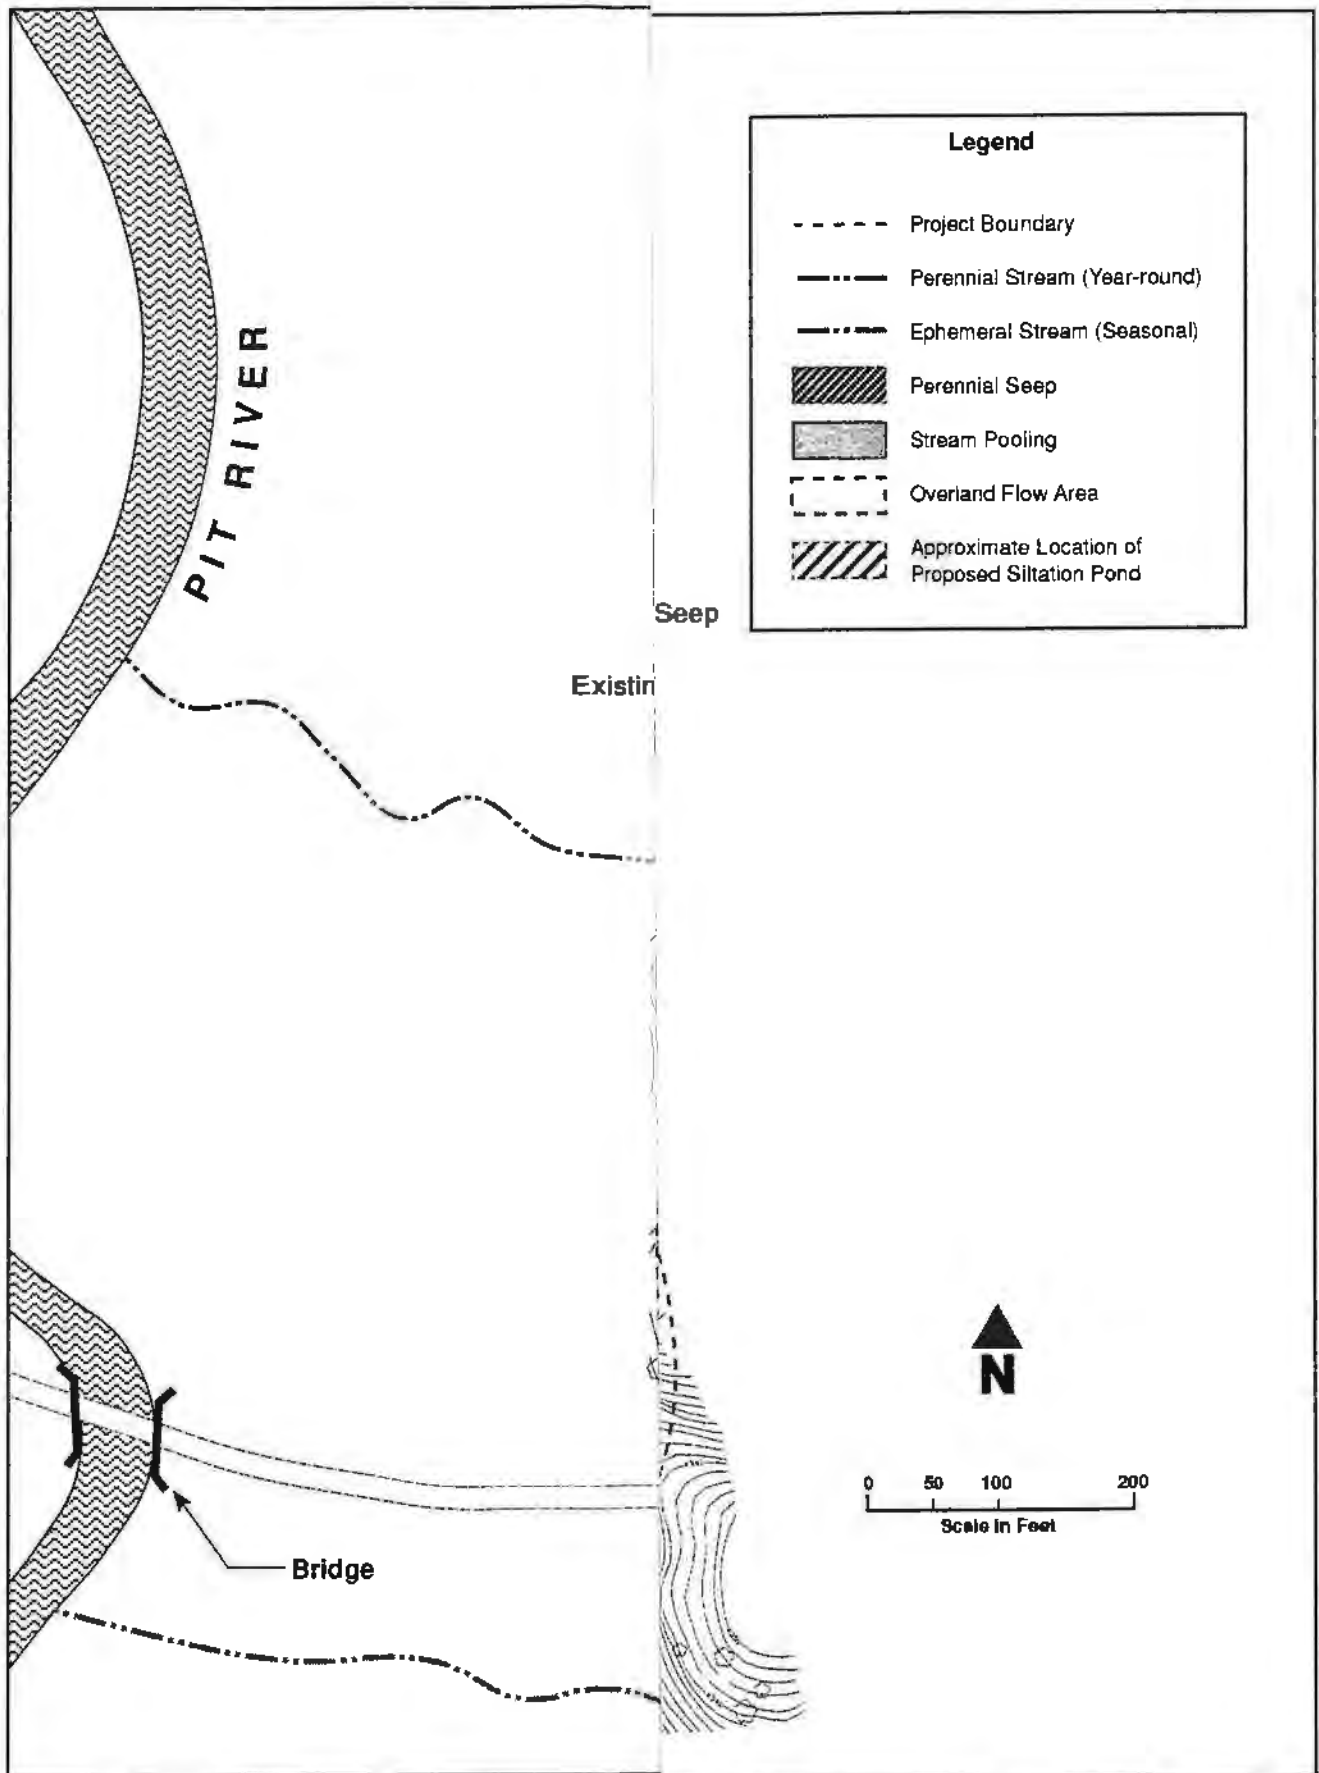 Legend
Project Boundary
Perennial Stream (Year-round)
Ephemeral Stream (Seasonal)
Perennial Seep
Stream Pooling
Overland Flow Area
Approximate Location of
Proposed Siltation Pond
PIT RIVER
Seep
Existin
N
0 50 100 200
Scale in Feet
Bridge